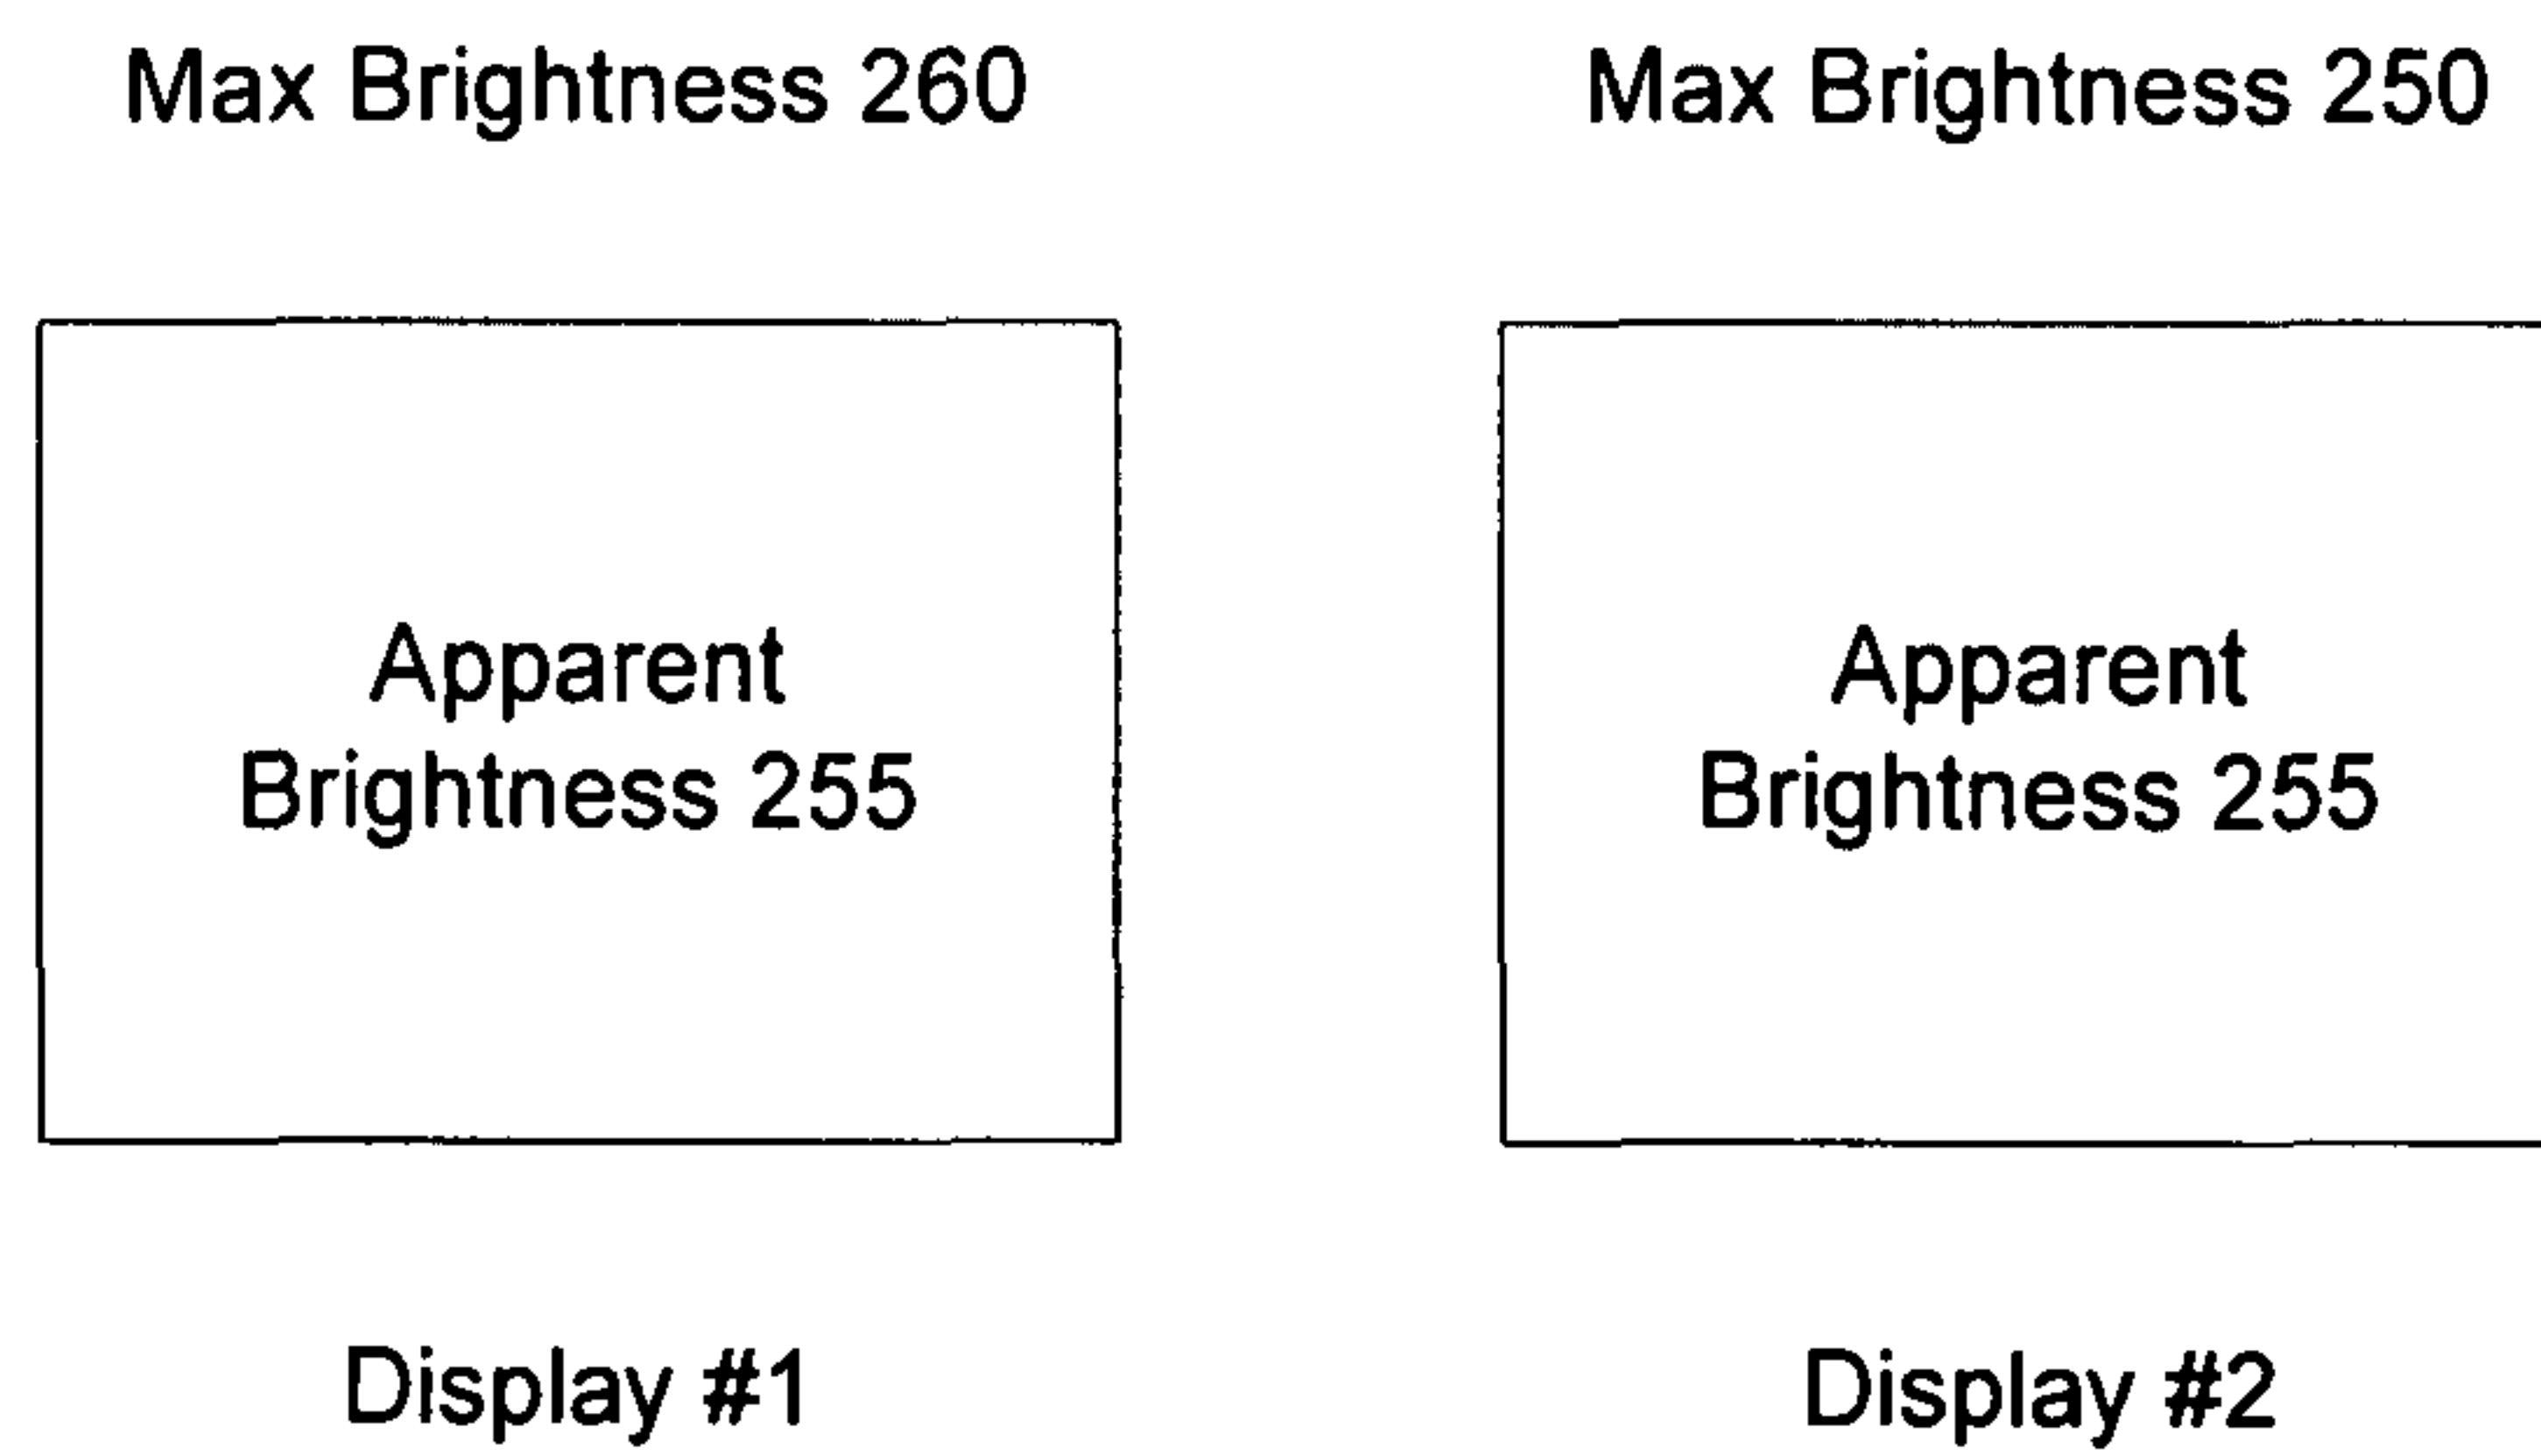 Max Brightness 260
Max Brightness 250
Apparent
Brightness 255
Apparent
Brightness 255
Display #1
Display #2